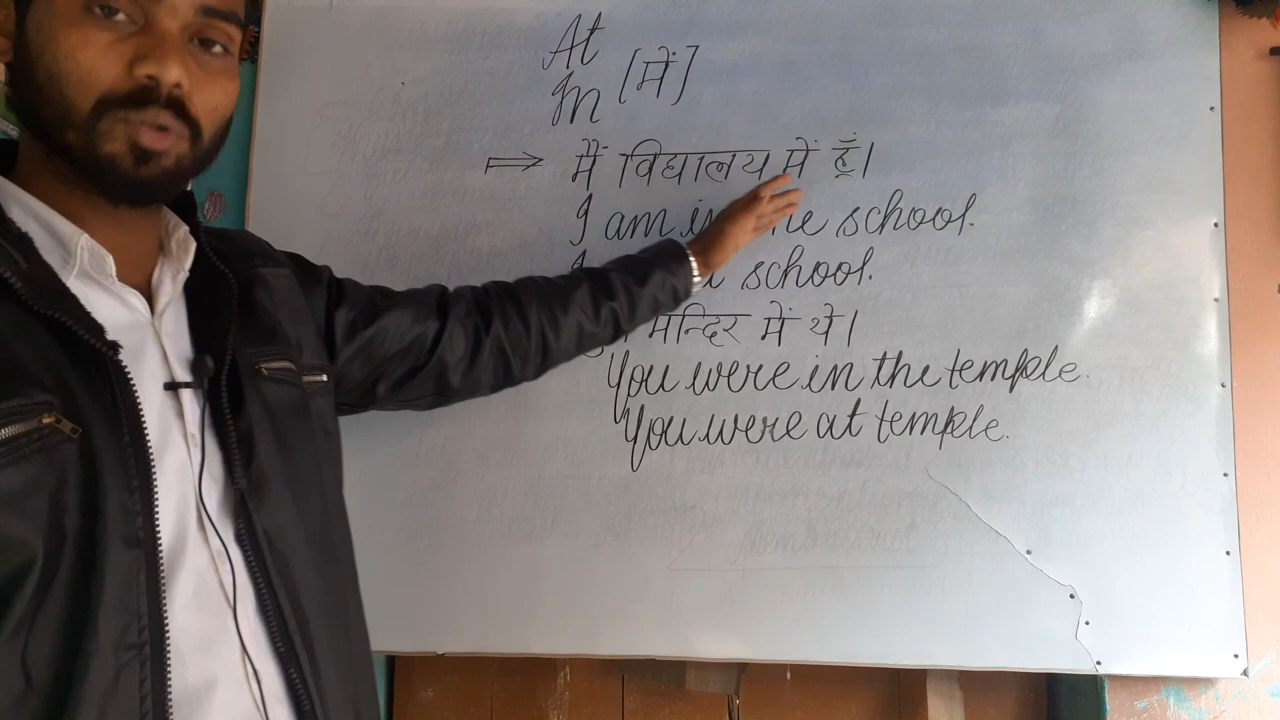 At
In [में]
⇒ मैं विद्यालय में हूँ।
I am in the school.
school.
मन्दिर में थे।
You were in the temple.
You were at temple.